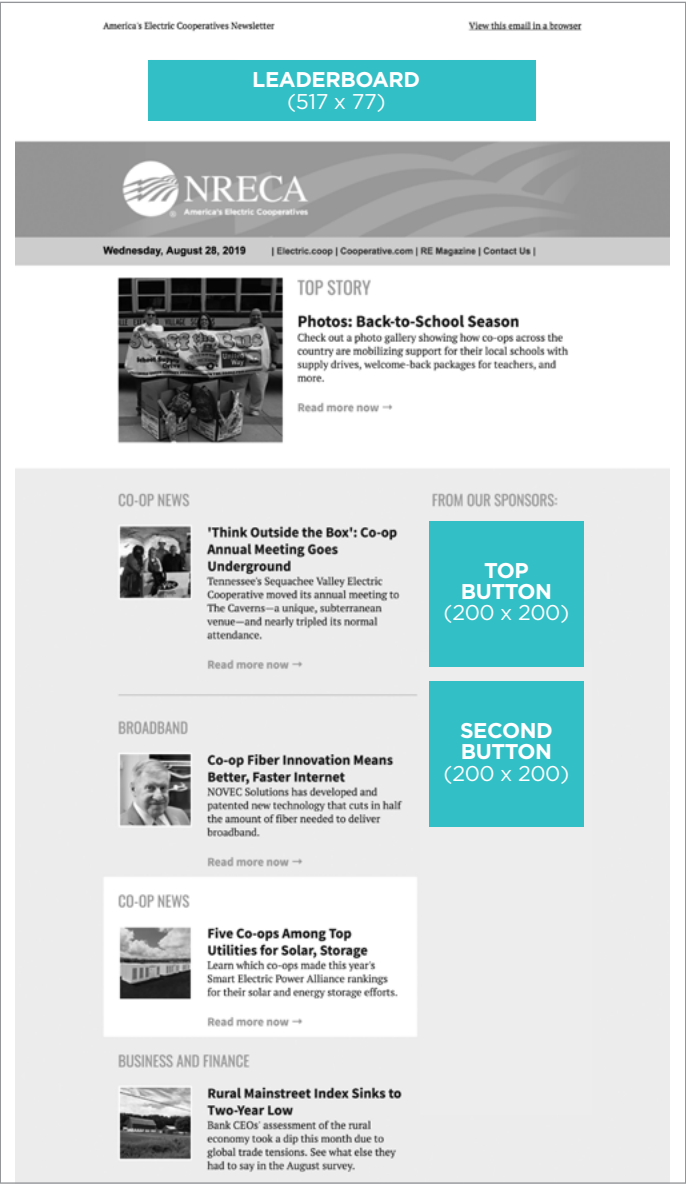 America's Electric Cooperatives Newsletter
View this email in a browser
LEADERBOARD
(517 x 77)
NRECA
®
America's Electric Cooperatives
Wednesday, August 28, 2019
| Electric.coop | Cooperative.com | RE Magazine | Contact Us |
TOP STORY
Photos: Back-to-School Season
Check out a photo gallery showing how co-ops across the
country are mobilizing support for their local schools with
supply drives, welcome-back packages for teachers, and
more.
Read more now →
Stuff the Bus
Annual
School Supply
Drive
United
Way
VILLAGE
CO-OP NEWS
'Think Outside the Box': Co-op
Annual Meeting Goes
Underground
Tennessee's Sequachee Valley Electric
Cooperative moved its annual meeting to
The Caverns—a unique, subterranean
venue—and nearly tripled its normal
attendance.
Read more now →
BROADBAND
Co-op Fiber Innovation Means
Better, Faster Internet
NOVEC Solutions has developed and
patented new technology that cuts in half
the amount of fiber needed to deliver
broadband.
Read more now →
CO-OP NEWS
Five Co-ops Among Top
Utilities for Solar, Storage
Learn which co-ops made this year's
Smart Electric Power Alliance rankings
for their solar and energy storage efforts.
Read more now →
BUSINESS AND FINANCE
Rural Mainstreet Index Sinks to
Two-Year Low
Bank CEOs' assessment of the rural
economy took a dip this month due to
global trade tensions. See what else they
had to say in the August survey.
FROM OUR SPONSORS:
TOP
BUTTON
(200 x 200)
SECOND
BUTTON
(200 x 200)